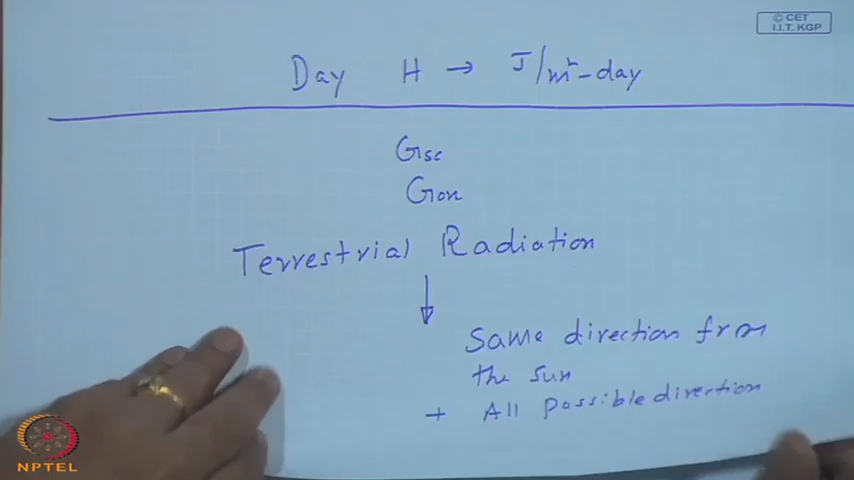 © CET
I.I.T. KGP
Day H → J/m²-day
Gsc
Gon
Terrestrial Radiation
Same direction from
the sun
+ All possible direction
NPTEL